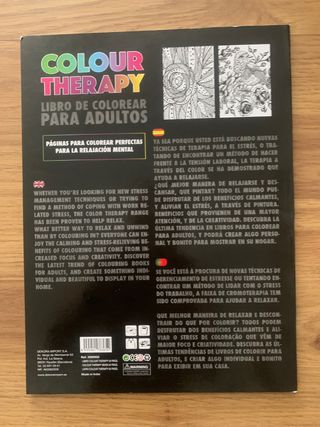 COLOUR
THERAPY
LIBRO DE COLOREAR
PARA ADULTOS
PÁGINAS PARA COLOREAR PERFECTAS
PARA LA RELAJACIÓN MENTAL
WHETHER YOU'RE LOOKING FOR NEW STRESS
MANAGEMENT TECHNIQUES OR TRYING TO
FIND A METHOD OF COPING WITH WORK RE-
LATED STRESS, THE COLOUR THERAPY RANGE
HAS BEEN PROVEN TO HELP RELAX.
WHAT BETTER WAY TO RELAX AND UNWIND
THAN BY COLOURING IN? EVERYONE CAN EN-
JOY THE CALMING AND STRESS-RELIEVING BE-
NEFITS OF COLOURING THAT COME FROM IN-
CREASED FOCUS AND CREATIVITY. DISCOVER
THE LATEST TREND OF COLOURING BOOKS
FOR ADULTS, AND CREATE SOMETHING INDI-
VIDUAL AND BEAUTIFUL TO DISPLAY IN YOUR
HOME.
YA SEA PORQUE USTED ESTÁ BUSCANDO NUEVAS
TÉCNICAS DE TERAPIA PARA EL ESTRÉS, O TRA-
TANDO DE ENCONTRAR UN MÉTODO DE HACER
FRENTE A LA TENSIÓN LABORAL, LA TERAPIA A
TRAVÉS DEL COLOR SE HA DEMOSTRADO QUE
AYUDA A RELAJARSE.
¿QUÉ MEJOR MANERA DE RELAJARSE Y DESCAN-
SAR, QUE PINTAR? TODO EL MUNDO PUEDE
DISFRUTAR DE LOS BENEFICIOS CALMANTES,
Y ALIVIAR EL ESTRÉS, A TRAVÉS DE PINTURA.
BENEFICIOS QUE PROVIENEN DE UNA MAYOR
ATENCIÓN, Y DE LA CREATIVIDAD. DESCUBRA LA
ÚLTIMA TENDENCIA EN LIBROS PARA COLOREAR
PARA ADULTOS, Y PODRÁ CREAR ALGO PERSONAL
Y BONITO PARA MOSTRAR EN SU HOGAR.
SE VOCÊ ESTÁ A PROCURA DE NOVAS TÉCNICAS DE
GERENCIAMENTO DE ESTRESSE OU TENTANDO EN-
CONTRAR UM MÉTODO DE LIDAR COM O STRESS
DO TRABALHO, A FAIXA DE CROMOTERAPIA TEM
SIDO COMPROVADA PARA AJUDAR A RELAXAR.
QUE MELHOR MANEIRA DE RELAXAR E DESCON-
TRAIR DO QUE POR COLORIR? TODOS PODEM
DESFRUTAR DOS BENEFÍCIOS CALMANTES E ALI-
VIAR O STRESS DE COLORAÇÃO QUE VÊM DE
MAIOR FOCO E CRIATIVIDADE. DESCUBRA AS ÚL-
TIMAS TENDÊNCIAS DE LIVROS DE COLORIR PARA
ADULTOS, E CRIAR ALGO INDIVIDUAL E BONITO
PARA EXIBIR EM SUA CASA.
Made in India